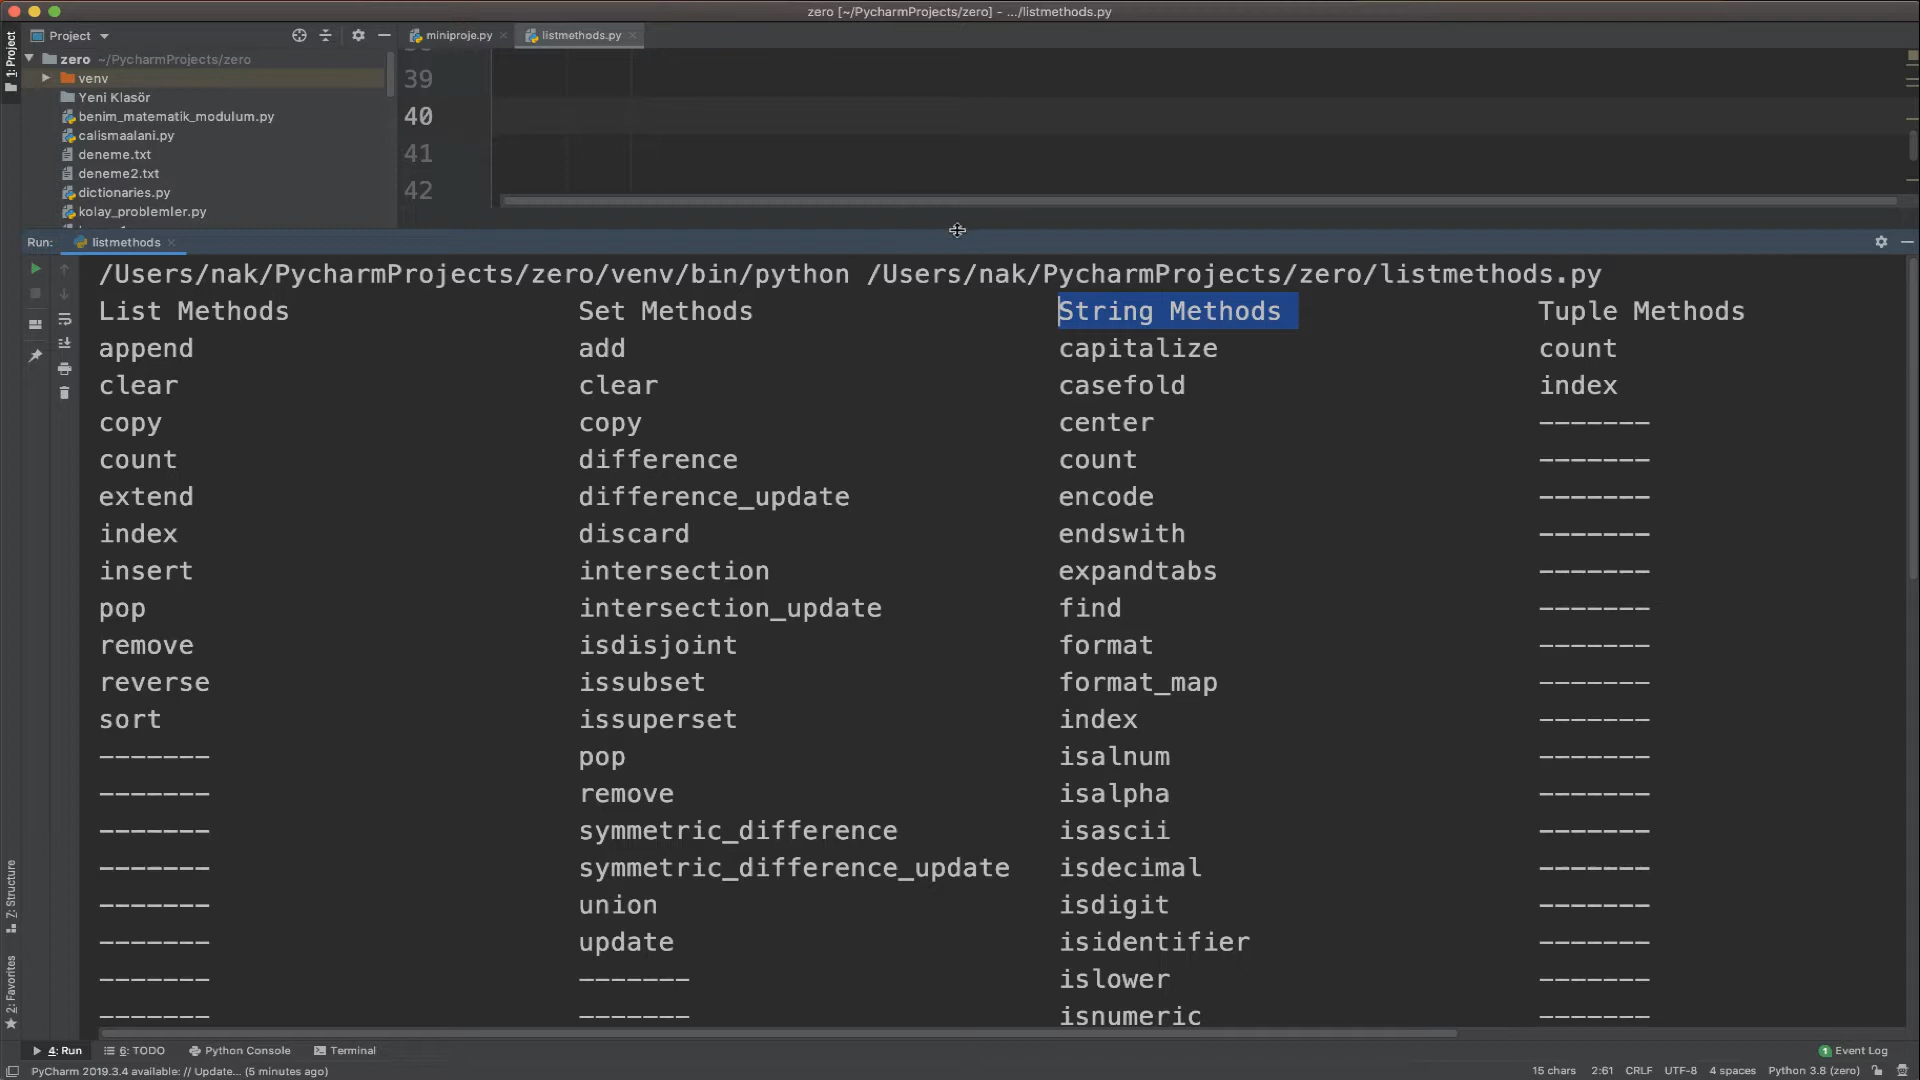 zero [~/PycharmProjects/zero] - .../listmethods.py
1: Project
Project
miniproje.py
listmethods.py
zero ~/PycharmProjects/zero
venv
Yeni Klasör
benim_matematik_modulum.py
calismaalani.py
deneme.txt
deneme2.txt
dictionaries.py
kolay_problemler.py
39
40
41
42
Run: listmethods
/Users/nak/PycharmProjects/zero/venv/bin/python /Users/nak/PycharmProjects/zero/listmethods.py
List Methods Set Methods String Methods Tuple Methods
append add capitalize count
clear clear casefold index
copy copy center -------
count difference count -------
extend difference_update encode -------
index discard endswith -------
insert intersection expandtabs -------
pop intersection_update find -------
remove isdisjoint format -------
reverse issubset format_map -------
sort issuperset index -------
------- pop isalnum -------
------- remove isalpha -------
------- symmetric_difference isascii -------
------- symmetric_difference_update isdecimal -------
------- union isdigit -------
------- update isidentifier -------
------- ------- islower -------
------- ------- isnumeric -------
Z: Structure
2: Favorites
4: Run 6: TODO Python Console Terminal 1 Event Log
PyCharm 2019.3.4 available: // Update... (5 minutes ago) 15 chars 2:61 CRLF UTF-8 4 spaces Python 3.8 (zero)